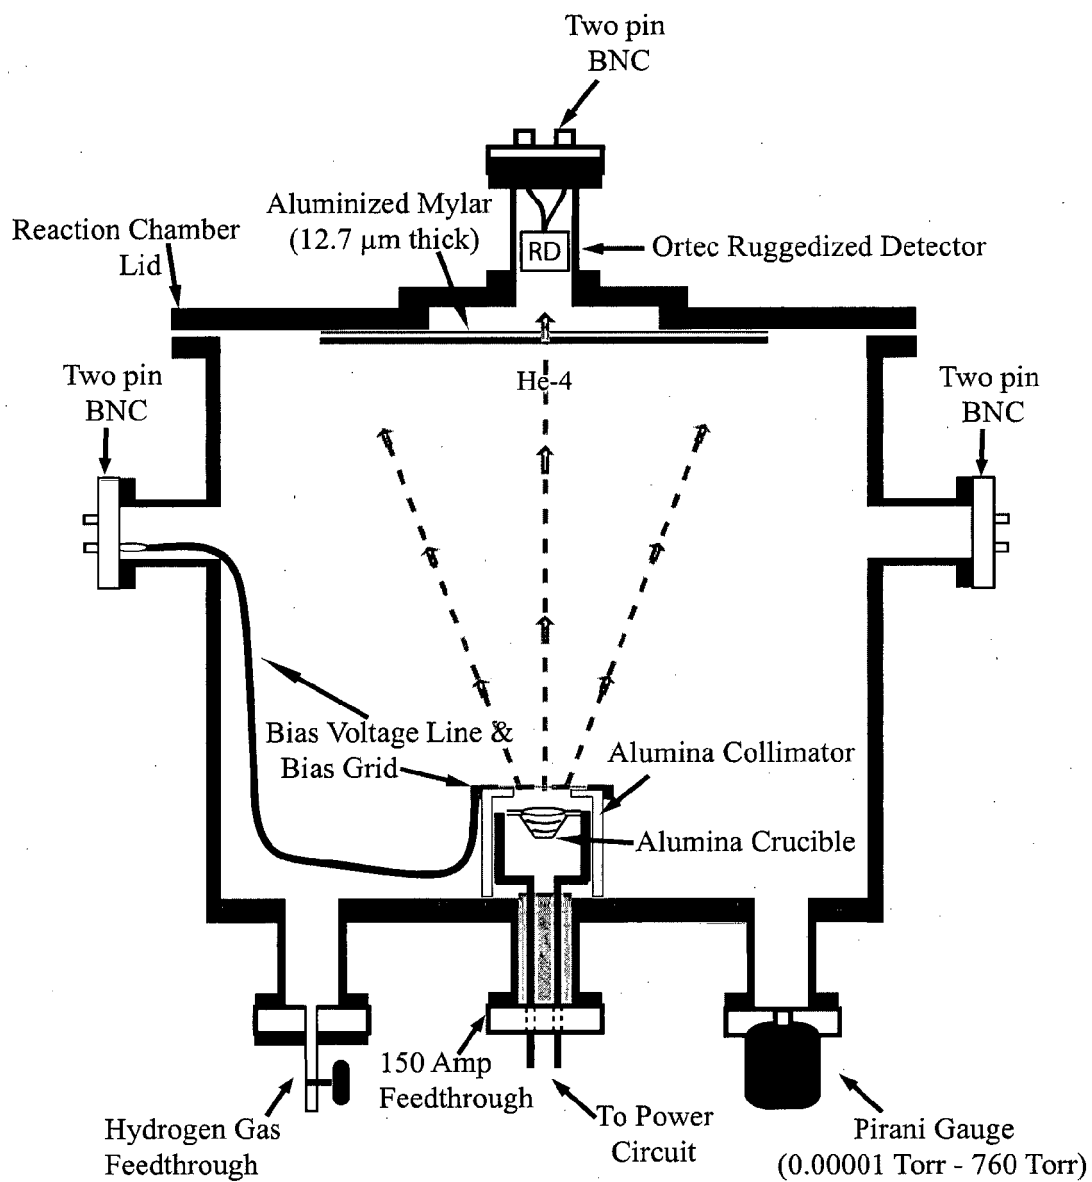 Two pin
BNC
Aluminized Mylar
(12.7 µm thick)
Reaction Chamber
Lid
RD
Ortec Ruggedized Detector
He-4
Two pin
BNC
Two pin
BNC
Bias Voltage Line &
Bias Grid
Alumina Collimator
Alumina Crucible
150 Amp
Feedthrough
Hydrogen Gas
Feedthrough
To Power
Circuit
Pirani Gauge
(0.00001 Torr - 760 Torr)